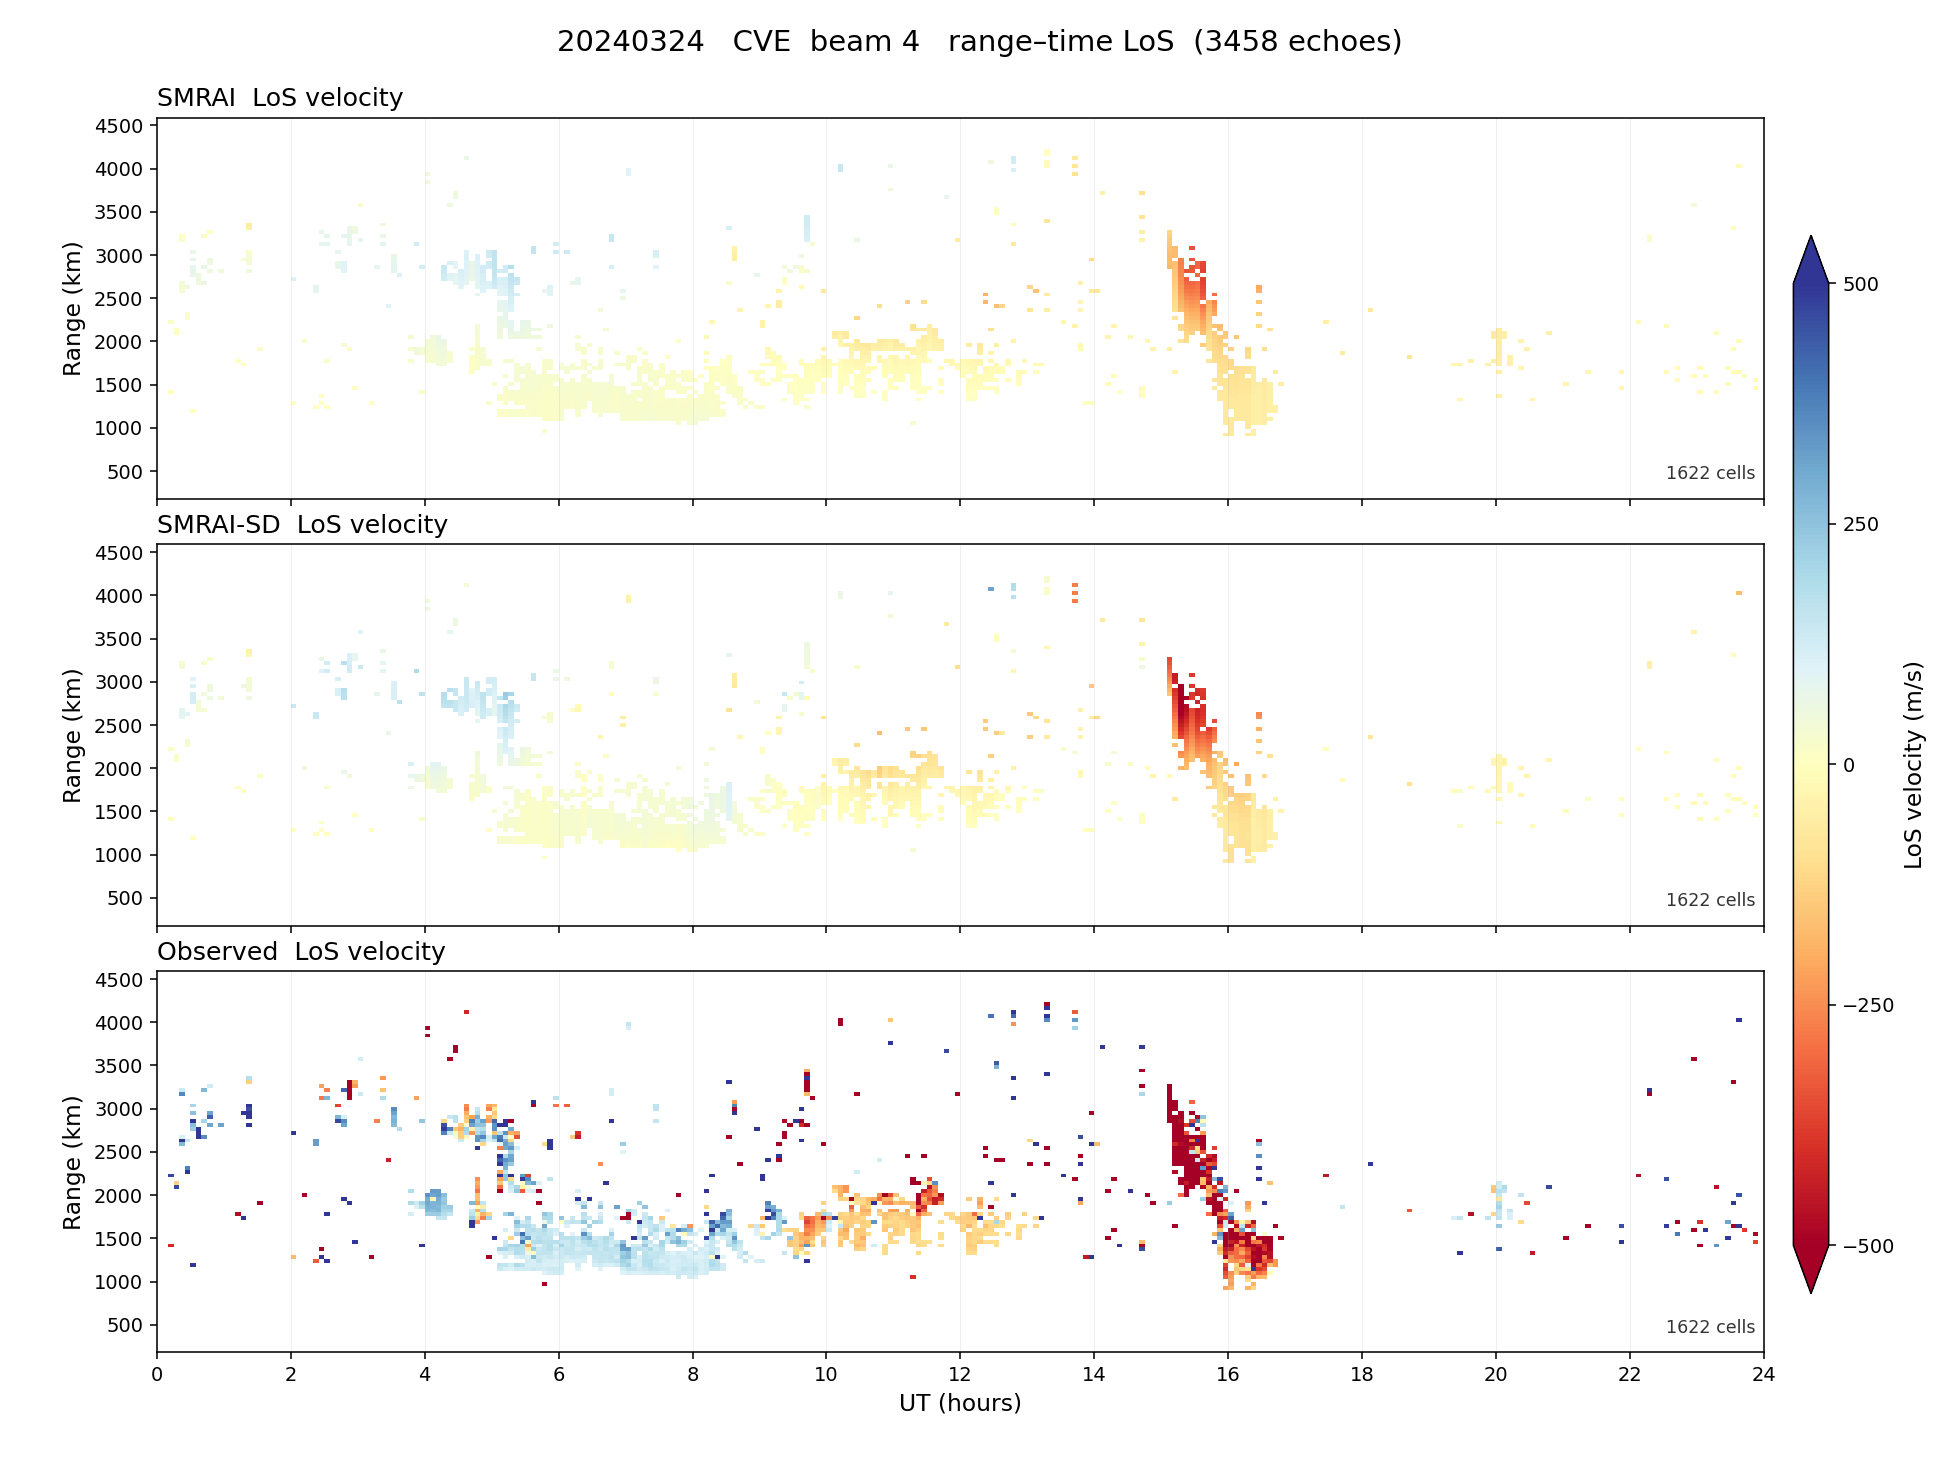 20240324   CVE  beam 4   range–time LoS  (3458 echoes)
SMRAI  LoS velocity
4500
4000
3500
3000
2500
2000
1500
1000
500
Range (km)
1622 cells
SMRAI-SD  LoS velocity
4500
4000
3500
3000
2500
2000
1500
1000
500
Range (km)
1622 cells
Observed  LoS velocity
4500
4000
3500
3000
2500
2000
1500
1000
500
Range (km)
1622 cells
0 2 4 6 8 10 12 14 16 18 20 22 24
UT (hours)
500
250
0
−250
−500
LoS velocity (m/s)